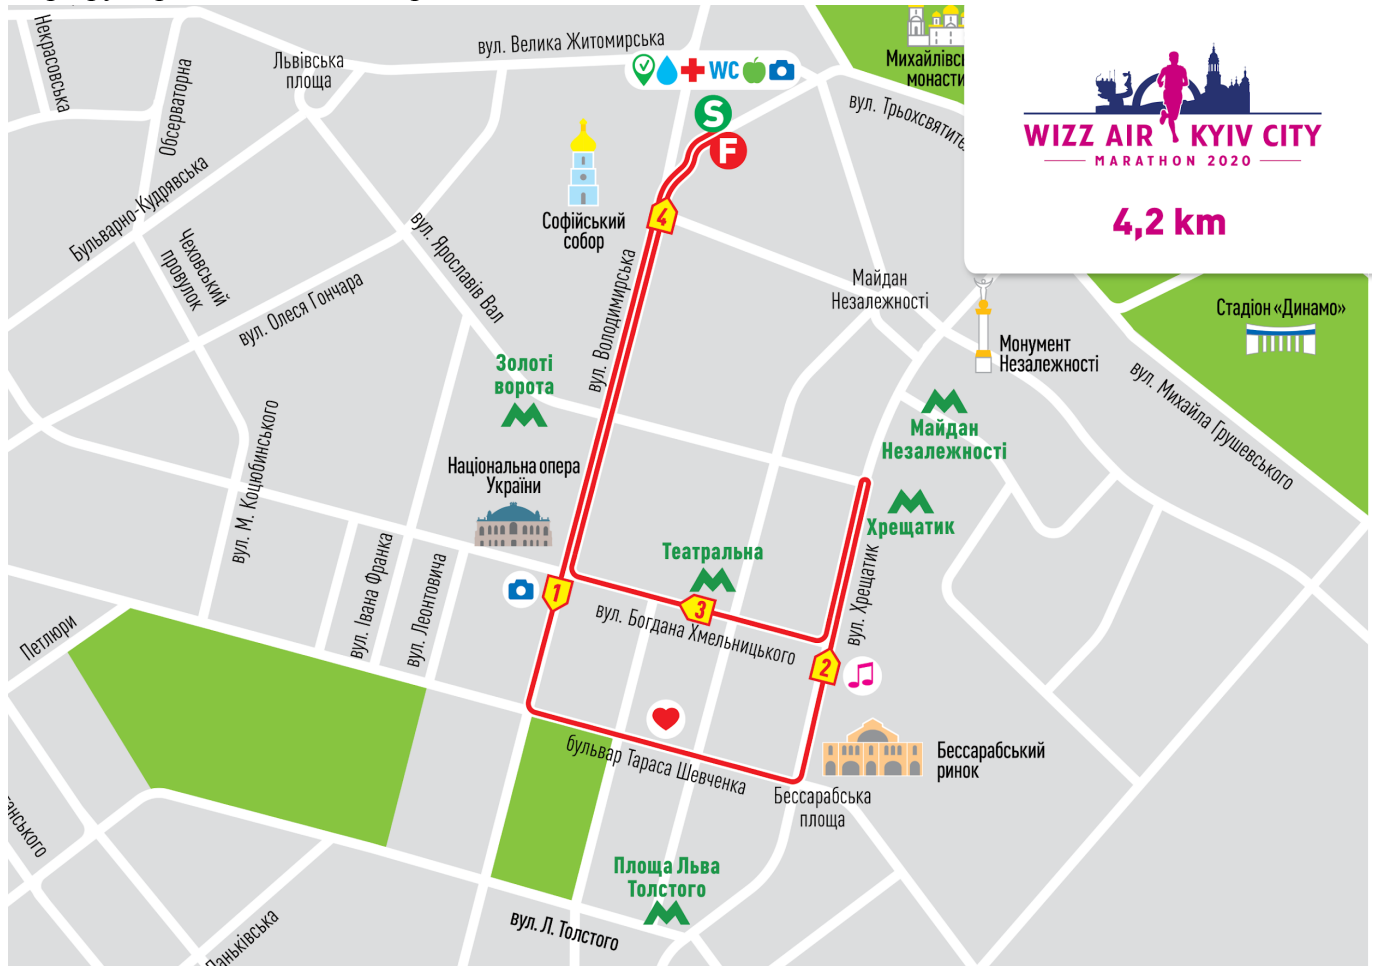 Некрасовська
Обсерваторна
Львівська
площа
вул. Велика Житомирська
WC
S
F
Михайлівс
монасти
вул. Трьохсвятител
WIZZ AIR KYIV CITY
MARATHON 2020
4,2 km
Бульварно-Кудрявська
Чеховський
провулок
вул. Ярославів Вал
Софійський
собор
4
вул. Олеся Гончара
вул. Володимирська
Майдан
Незалежності
Монумент
Незалежності
Стадіон «Динамо»
вул. Михайла Грушевського
Золоті
ворота
Майдан
Незалежності
вул. М. Коцюбинського
Національна опера
України
Хрещатик
Театральна
вул. Івана Франка
вул. Леонтовича
1
3
вул. Богдана Хмельницького
вул. Хрещатик
2
Петлюри
бульвар Тараса Шевченка
Бессарабський
ринок
Бессарабська
площа
анського
Площа Льва
Толстого
вул. Л. Толстого
Паньківська